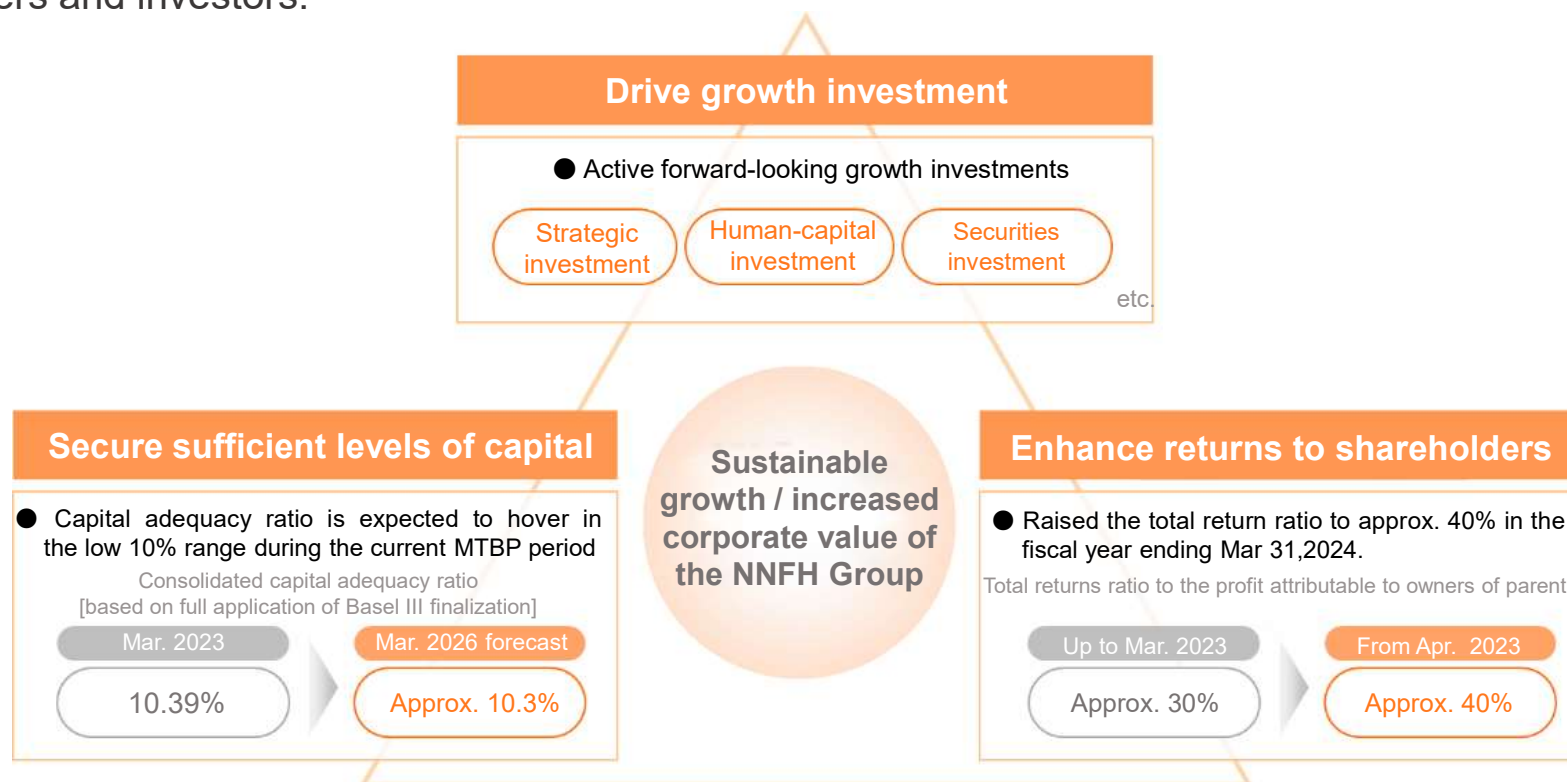 ers and investors.
Drive growth investment
● Active forward-looking growth investments
Strategic
investment
Human-capital
investment
Securities
investment
etc.
Secure sufficient levels of capital
● Capital adequacy ratio is expected to hover in
the low 10% range during the current MTBP period
Consolidated capital adequacy ratio
[based on full application of Basel III finalization]
Mar. 2023
Mar. 2026 forecast
10.39%
Approx. 10.3%
Sustainable
growth / increased
corporate value of
the NNFH Group
Enhance returns to shareholders
● Raised the total return ratio to approx. 40% in the
fiscal year ending Mar 31,2024.
Total returns ratio to the profit attributable to owners of parent
Up to Mar. 2023
From Apr. 2023
Approx. 30%
Approx. 40%